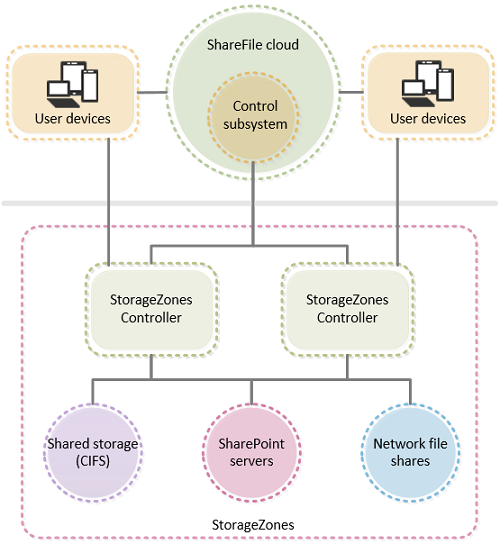 ShareFile cloud
Control
subsystem
User devices
User devices
StorageZones
Controller
StorageZones
Controller
Shared storage
(CIFS)
SharePoint
servers
Network file
shares
StorageZones